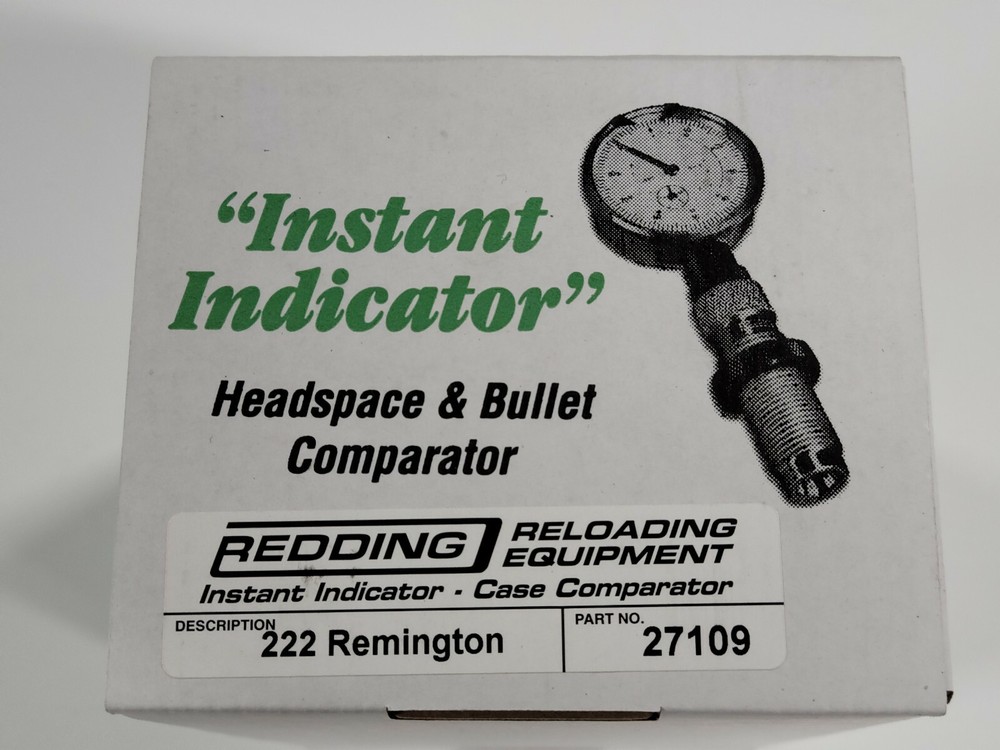 “Instant
Indicator”
Headspace & Bullet
Comparator
REDDING RELOADING
EQUIPMENT
Instant Indicator - Case Comparator
DESCRIPTION
222 Remington
PART NO.
27109